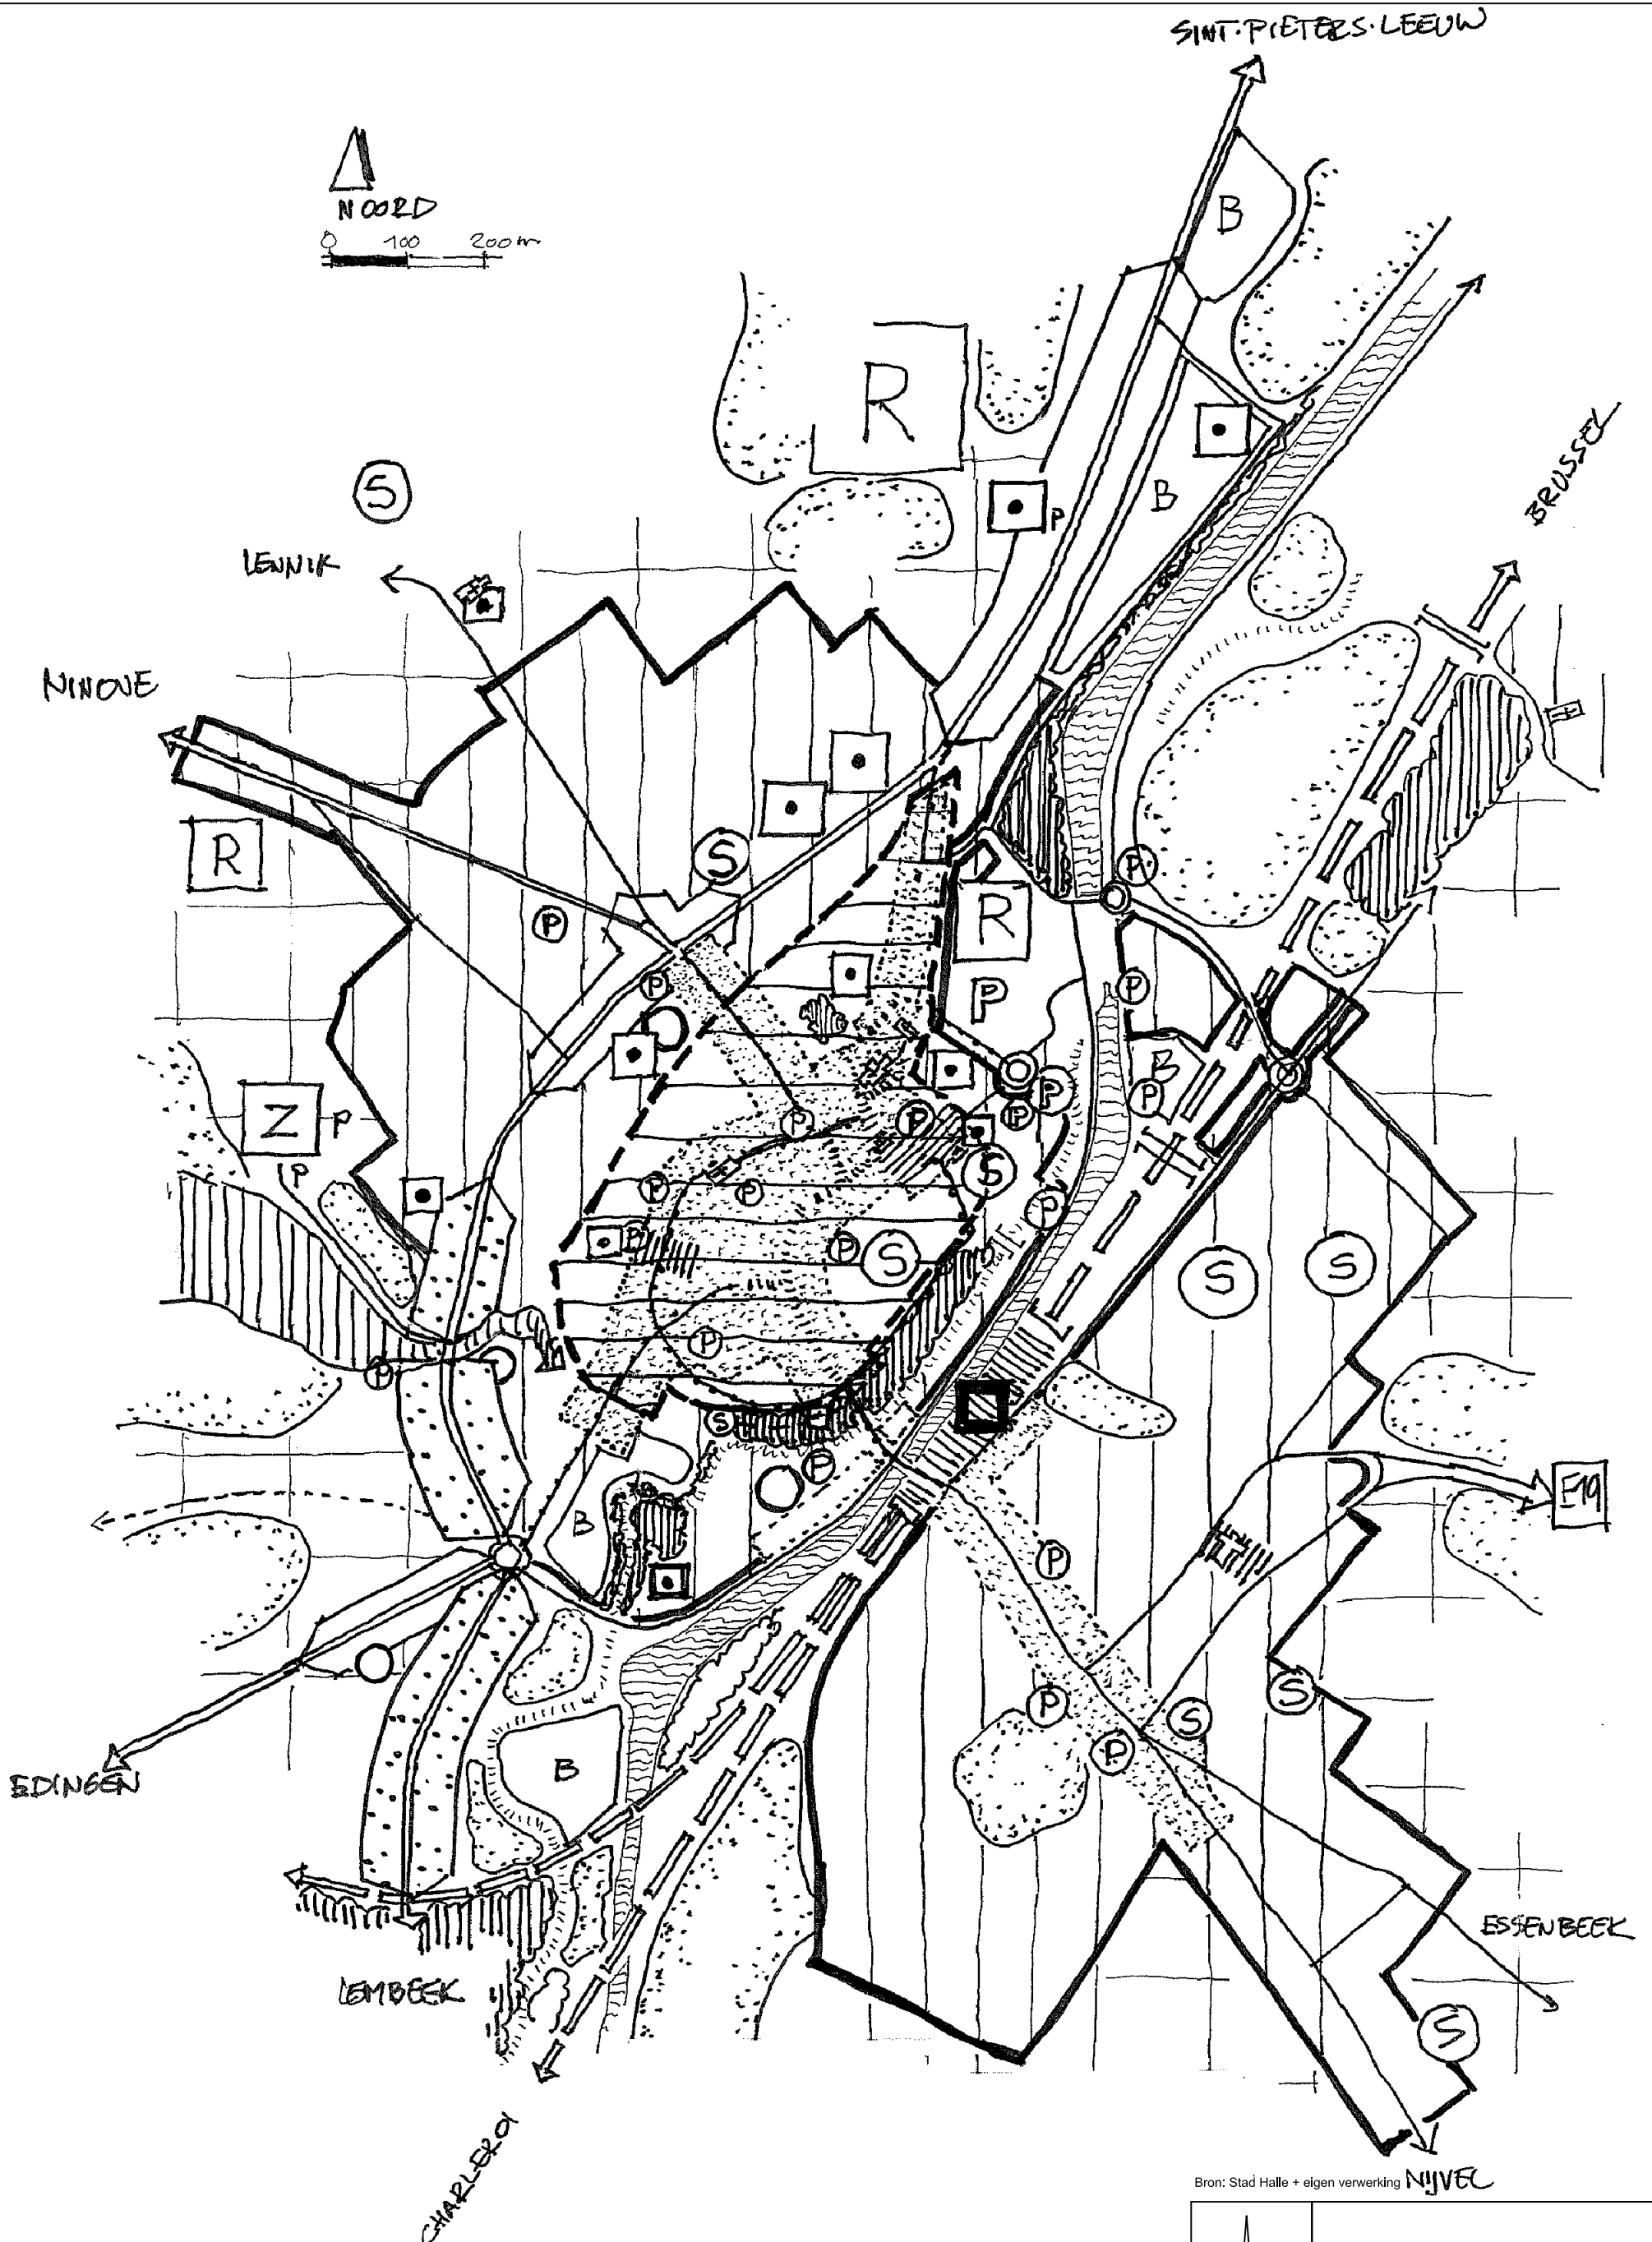 SINT·PIETERS·LEEUW
NOORD
0 100 200m
B
R
BRUSSEL
S
B
P
LENNIK
NINOVE
R
S
P
P
R
P
P
P
P
B
Z
P
P
P
P
P
P
P
S
P
P
P
P
P
S
S
S
P
P
S
P
E19
B
P
P
S
S
P
EDINGEN
B
ESSENBEEK
LEMBEEK
S
CHARLEROI
Bron: Stad Halle + eigen verwerking
NIJVEL